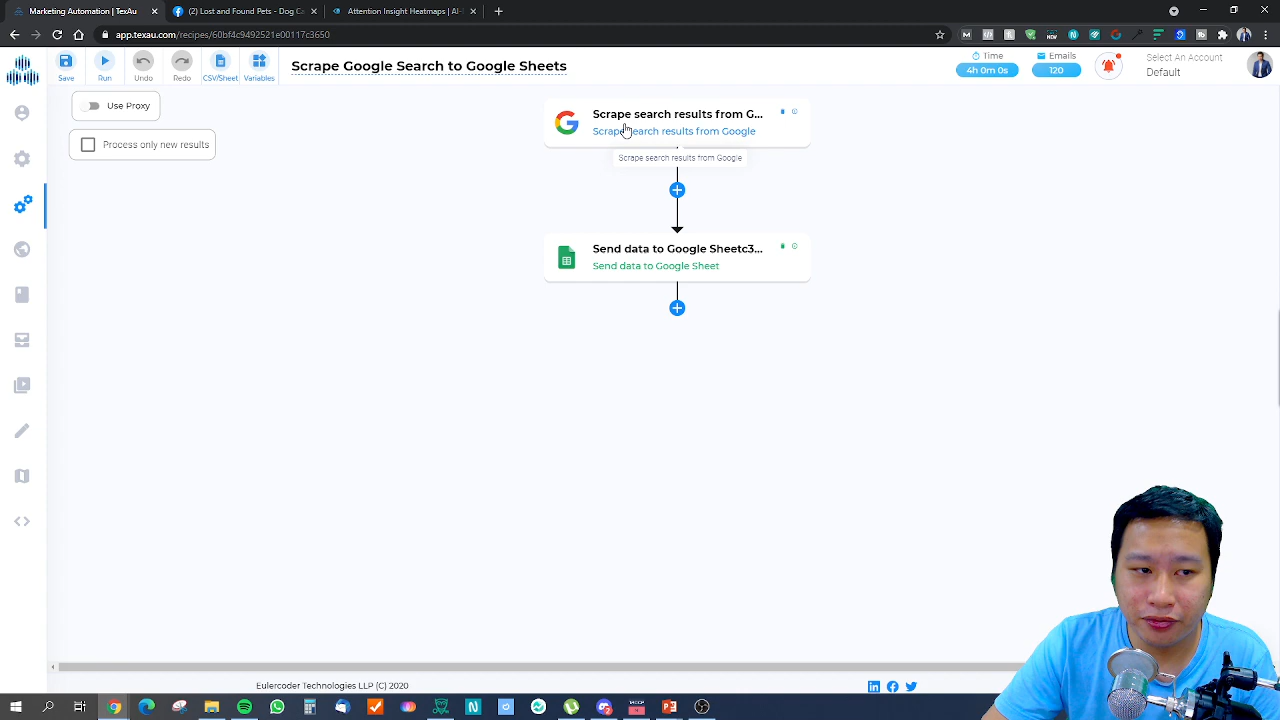 Marketing Automation | TexAu
(2) Lost and Found Pets - Dog Ca
Attention Insight Heatmaps | AI-
app.texau.com/recipes/60bf4c9492521e00117c3650
Save
Run
Undo
Redo
CSV/Sheet
Variables
Scrape Google Search to Google Sheets
Time
4h 0m 0s
Emails
120
Select An Account
Default
Use Proxy
Process only new results
Scrape search results from G...
Scrape search results from Google
Scrape search results from Google
Send data to Google Sheetc3...
Send data to Google Sheet
Eulercoder Technologies LLP (C) 2020